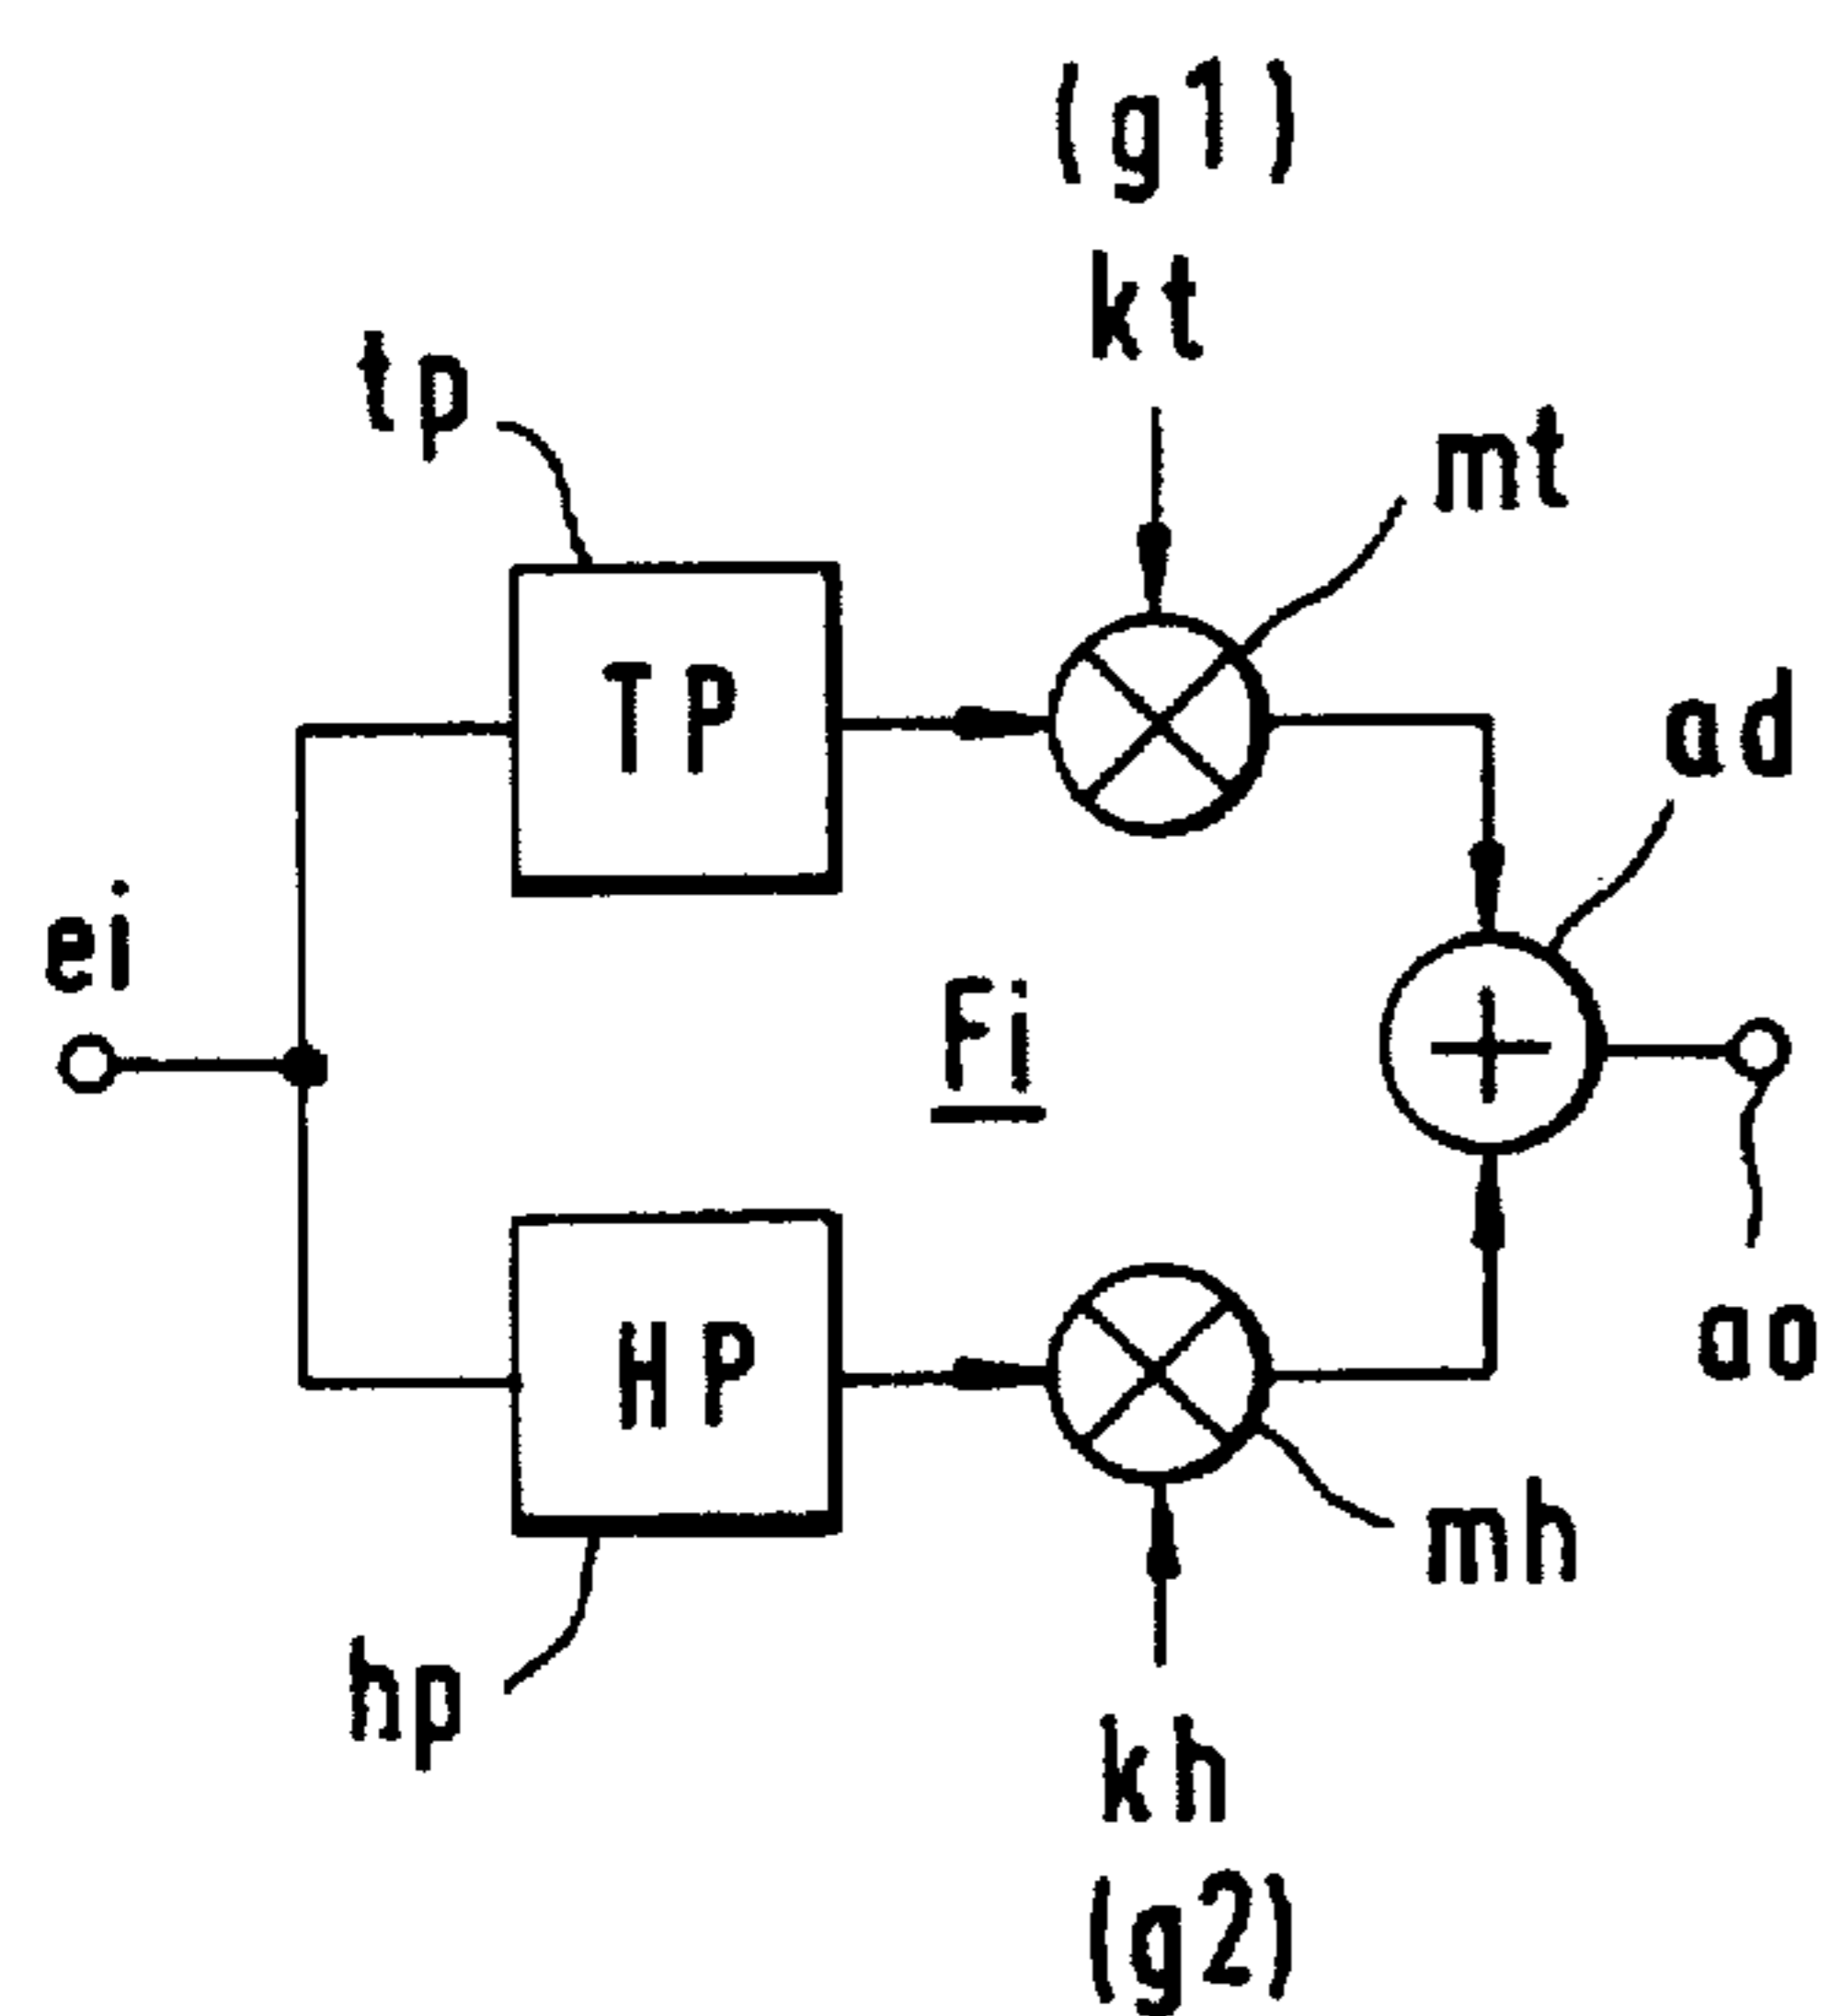 (g1)
kt
tp
mt
TP
ad
ei
Fi
HP
ao
mh
hp
kh
(g2)